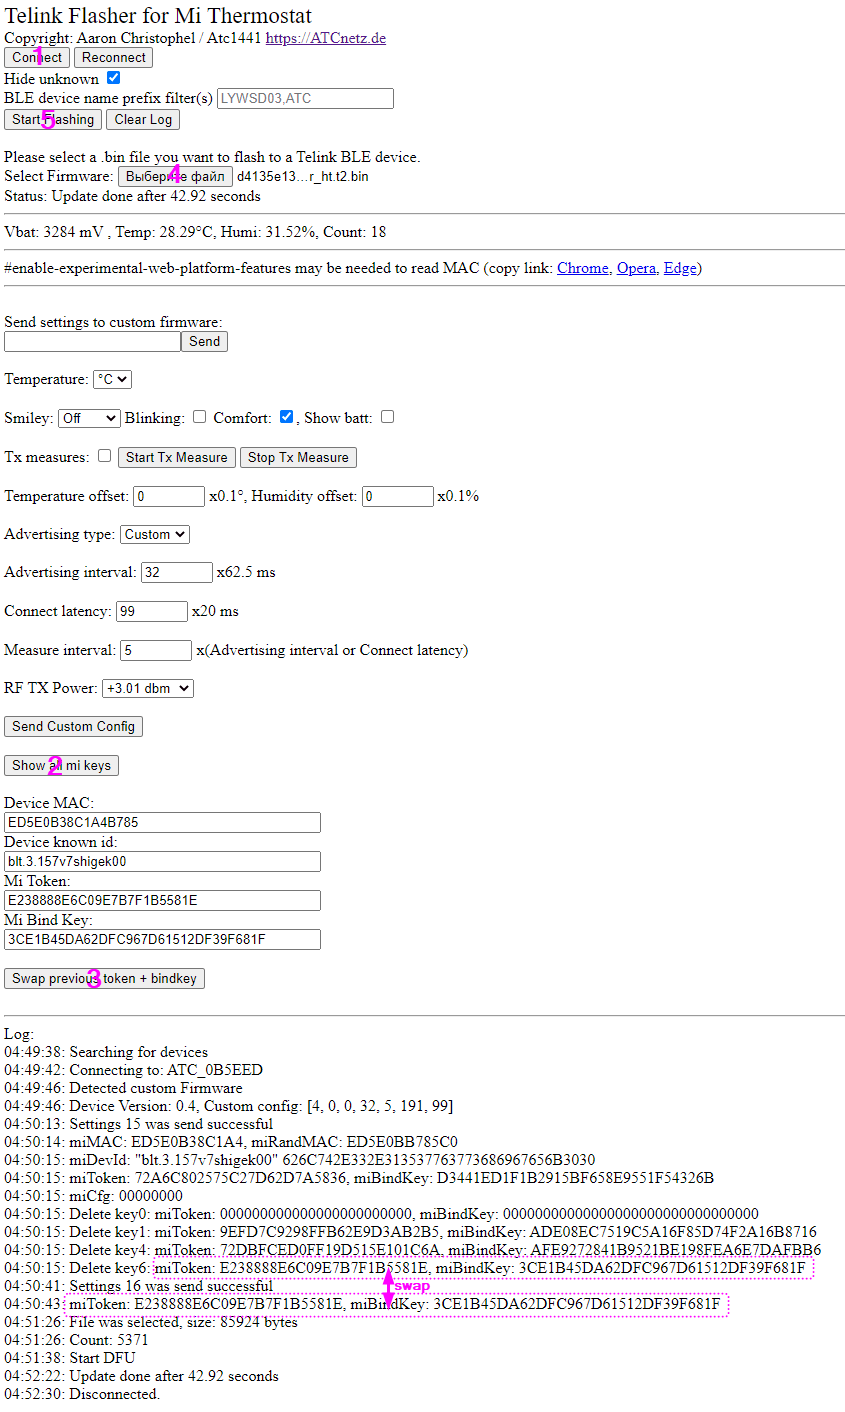 Telink Flasher for Mi Thermostat
Copyright: Aaron Christophel / Atc1441 https://ATCnetz.de
Connect Reconnect
1
Hide unknown
BLE device name prefix filter(s) LYWSD03,ATC
Start Flashing Clear Log
5
Please select a .bin file you want to flash to a Telink BLE device.
Select Firmware: Выберите файл d4135e13...r_ht.t2.bin
4
Status: Update done after 42.92 seconds
Vbat: 3284 mV , Temp: 28.29°C, Humi: 31.52%, Count: 18
#enable-experimental-web-platform-features may be needed to read MAC (copy link: Chrome, Opera, Edge)
Send settings to custom firmware:
Send
Temperature: °C
Smiley: Off Blinking: Comfort: , Show batt:
Tx measures: Start Tx Measure Stop Tx Measure
Temperature offset: 0 x0.1°, Humidity offset: 0 x0.1%
Advertising type: Custom
Advertising interval: 32 x62.5 ms
Connect latency: 99 x20 ms
Measure interval: 5 x(Advertising interval or Connect latency)
RF TX Power: +3.01 dbm
Send Custom Config
Show all mi keys
2
Device MAC:
ED5E0B38C1A4B785
Device known id:
blt.3.157v7shigek00
Mi Token:
E238888E6C09E7B7F1B5581E
Mi Bind Key:
3CE1B45DA62DFC967D61512DF39F681F
Swap previous token + bindkey
3
Log:
04:49:38: Searching for devices
04:49:42: Connecting to: ATC_0B5EED
04:49:46: Detected custom Firmware
04:49:46: Device Version: 0.4, Custom config: [4, 0, 0, 32, 5, 191, 99]
04:50:13: Settings 15 was send successful
04:50:14: miMAC: ED5E0B38C1A4, miRandMAC: ED5E0BB785C0
04:50:15: miDevId: "blt.3.157v7shigek00" 626C742E332E313537763773686967656B3030
04:50:15: miToken: 72A6C802575C27D62D7A5836, miBindKey: D3441ED1F1B2915BF658E9551F54326B
04:50:15: miCfg: 00000000
04:50:15: Delete key0: miToken: 000000000000000000000000, miBindKey: 00000000000000000000000000000000
04:50:15: Delete key1: miToken: 9EFD7C9298FFB62E9D3AB2B5, miBindKey: ADE08EC7519C5A16F85D74F2A16B8716
04:50:15: Delete key4: miToken: 72DBFCED0FF19D515E101C6A, miBindKey: AFE9272841B9521BE198FEA6E7DAFBB6
04:50:15: Delete key6: miToken: E238888E6C09E7B7F1B5581E, miBindKey: 3CE1B45DA62DFC967D61512DF39F681F
04:50:41: Settings 16 was send successful
swap
04:50:43: miToken: E238888E6C09E7B7F1B5581E, miBindKey: 3CE1B45DA62DFC967D61512DF39F681F
04:51:26: File was selected, size: 85924 bytes
04:51:26: Count: 5371
04:51:38: Start DFU
04:52:22: Update done after 42.92 seconds
04:52:30: Disconnected.